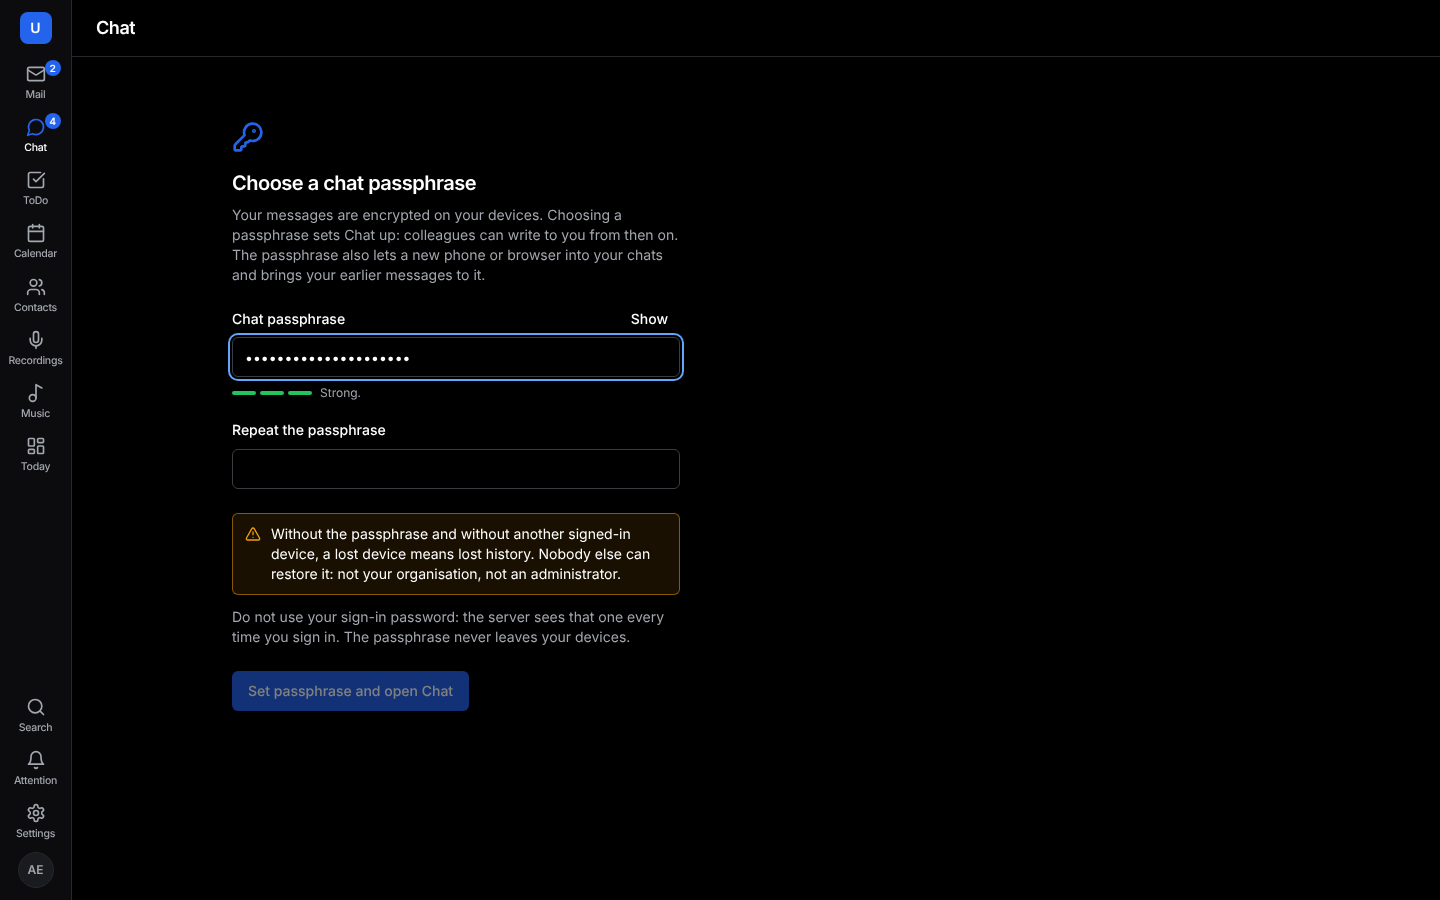 U
Chat
2
Mail
4
Chat
ToDo
Calendar
Contacts
Recordings
Music
Today
Choose a chat passphrase
Your messages are encrypted on your devices. Choosing a
passphrase sets Chat up: colleagues can write to you from then on.
The passphrase also lets a new phone or browser into your chats
and brings your earlier messages to it.
Chat passphrase
Show
Strong.
Repeat the passphrase
Without the passphrase and without another signed-in
device, a lost device means lost history. Nobody else can
restore it: not your organisation, not an administrator.
Do not use your sign-in password: the server sees that one every
time you sign in. The passphrase never leaves your devices.
Set passphrase and open Chat
Search
Attention
Settings
AE